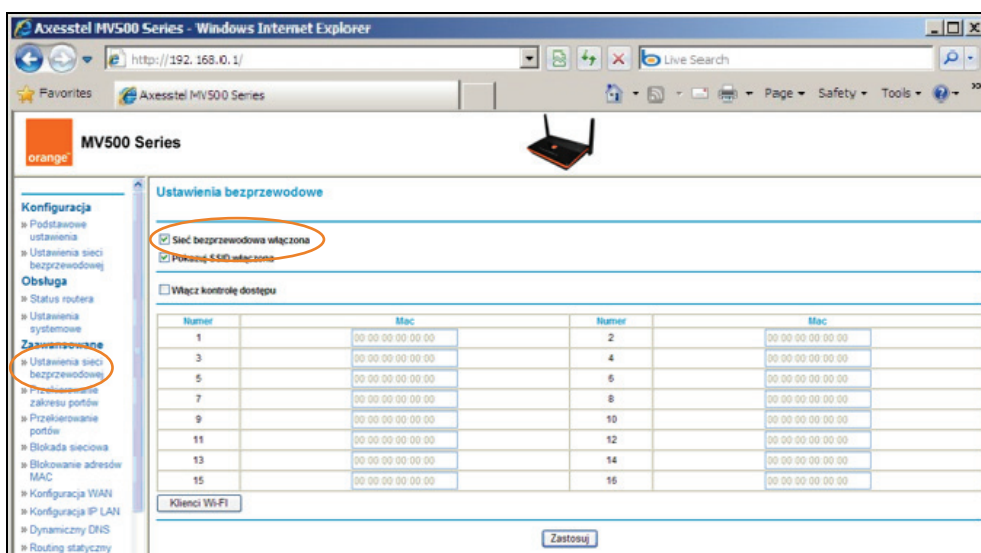 Axesstel MV500 Series - Windows Internet Explorer
http://192.168.0.1/
Live Search
Favorites
Axesstel MV500 Series
Page
Safety
Tools
orange
MV500 Series
Konfiguracja
» Podstawowe
ustawienia
» Ustawienia sieci
bezprzewodowej
Obsługa
» Status routera
» Ustawienia
systemowe
Zaawansowane
» Ustawienia sieci
bezprzewodowej
» Przekierowanie
zakresu portów
» Przekierowanie
portów
» Blokada sieciowa
» Blokowanie adresów
MAC
» Konfiguracja WAN
» Konfiguracja IP LAN
» Dynamiczny DNS
» Routing statyczny
Ustawienia bezprzewodowe
Sieć bezprzewodowa włączona
Pokazuj SSID włączona
Włącz kontrolę dostępu
Numer Mac Numer Mac
1 00:00:00:00:00:00 2 00:00:00:00:00:00
3 00:00:00:00:00:00 4 00:00:00:00:00:00
5 00:00:00:00:00:00 6 00:00:00:00:00:00
7 00:00:00:00:00:00 8 00:00:00:00:00:00
9 00:00:00:00:00:00 10 00:00:00:00:00:00
11 00:00:00:00:00:00 12 00:00:00:00:00:00
13 00:00:00:00:00:00 14 00:00:00:00:00:00
15 00:00:00:00:00:00 16 00:00:00:00:00:00
Klienci Wi-FI
Zastosuj